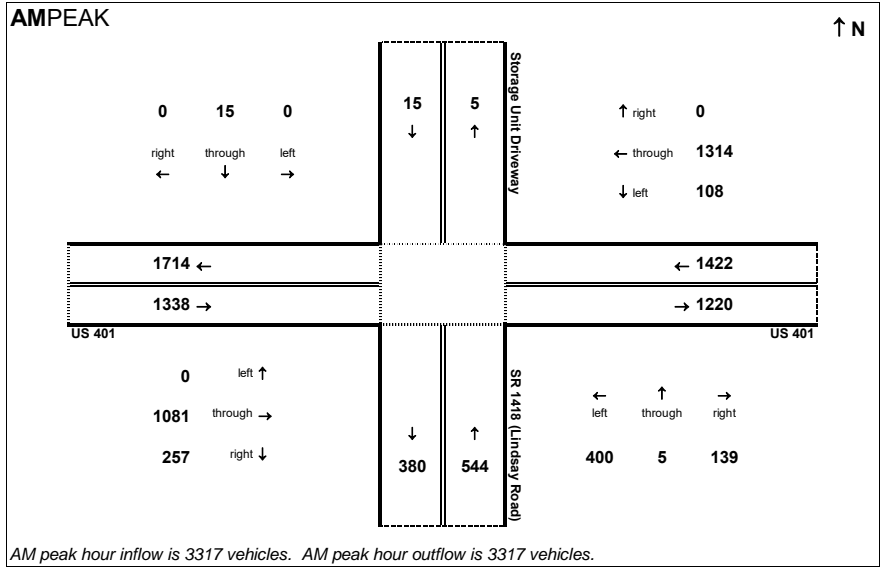 AMPEAK
↑ N
0 15 0
right through left
← ↓ →
15 5
↓ ↑
Storage Unit Driveway
↑ right 0
← through 1314
↓ left 108
1714 ←
1338 →
US 401
← 1422
→ 1220
US 401
0 left ↑
1081 through →
257 right ↓
↓ ↑
380 544
SR 1418 (Lindsay Road)
← ↑ →
left through right
400 5 139
AM peak hour inflow is 3317 vehicles. AM peak hour outflow is 3317 vehicles.